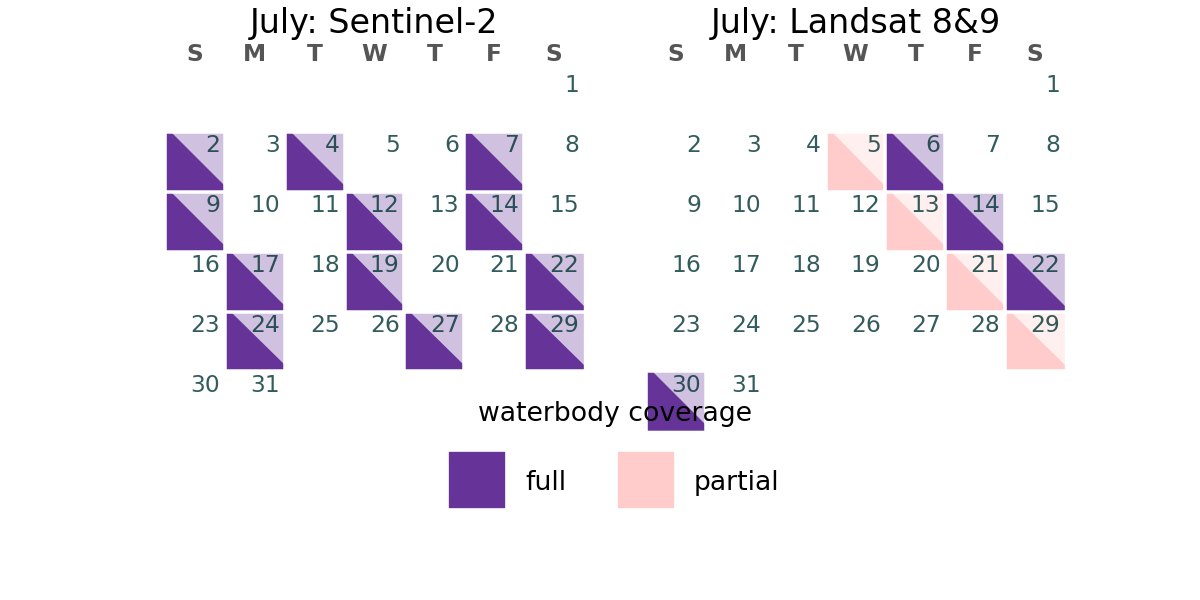 July: Sentinel-2
S M T W T F S
1
2 3 4 5 6 7 8
9 10 11 12 13 14 15
16 17 18 19 20 21 22
23 24 25 26 27 28 29
30 31
July: Landsat 8&9
S M T W T F S
1
2 3 4 5 6 7 8
9 10 11 12 13 14 15
16 17 18 19 20 21 22
23 24 25 26 27 28 29
30 31
waterbody coverage
full partial